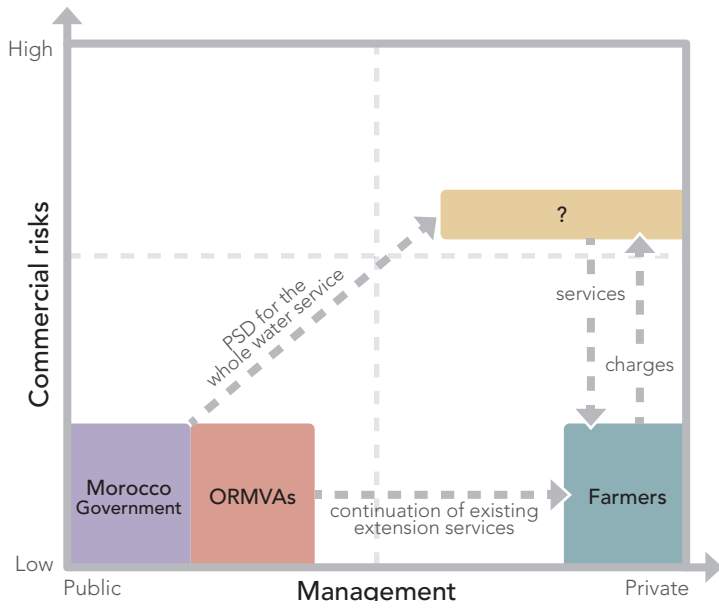 High
Commercial risks
?
PSD for the
whole water service
services
charges
Morocco
Government
ORMVAs
continuation of existing
extension services
Farmers
Low
Public
Management
Private